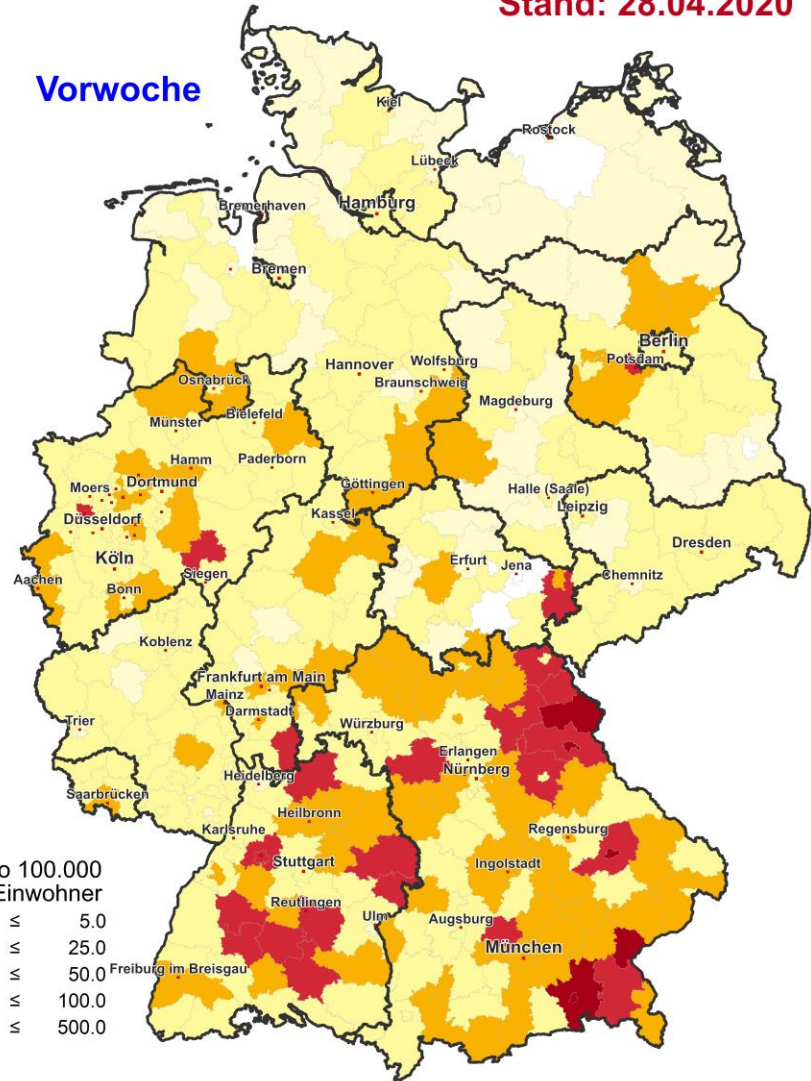 Stand: 28.04.2020
Vorwoche
Kiel
Rostock
Lübeck
Bremerhaven
Hamburg
Bremen
Berlin
Potsdam
Hannover
Wolfsburg
Braunschweig
Osnabrück
Magdeburg
Münster
Bielefeld
Hamm
Paderborn
Moers
Dortmund
Göttingen
Halle (Saale)
Leipzig
Düsseldorf
Kassel
Dresden
Köln
Erfurt
Jena
Aachen
Siegen
Chemnitz
Bonn
Koblenz
Frankfurt am Main
Mainz
Darmstadt
Trier
Würzburg
Erlangen
Nürnberg
Heidelberg
Saarbrücken
Heilbronn
Karlsruhe
Regensburg
Stuttgart
Ingolstadt
Reutlingen
Ulm
Augsburg
München
Freiburg im Breisgau
o 100.000
Einwohner
≤ 5.0
≤ 25.0
≤ 50.0
≤ 100.0
≤ 500.0